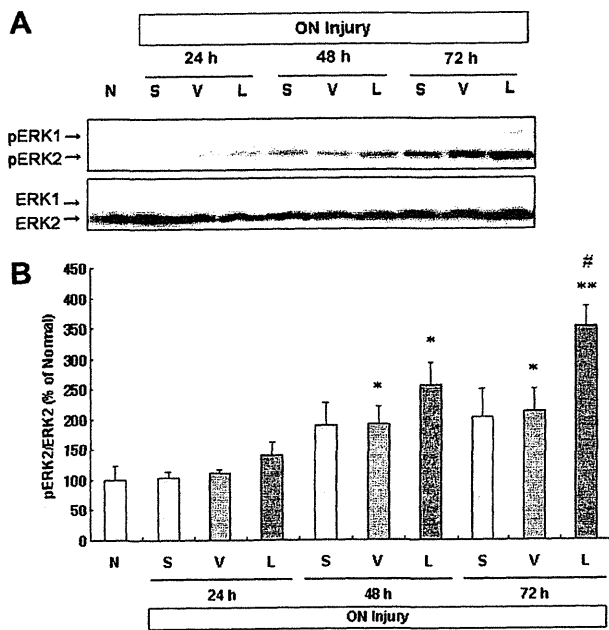 A
ON Injury
24 h 48 h 72 h
N S V L S V L S V L
pERK1→
pERK2→
ERK1→
ERK2→
B
pERK2/ERK2 (% of Normal)
450
400
350
300
250
200
150
100
50
0
* * * ** #
N S V L S V L S V L
24 h 48 h 72 h
ON Injury